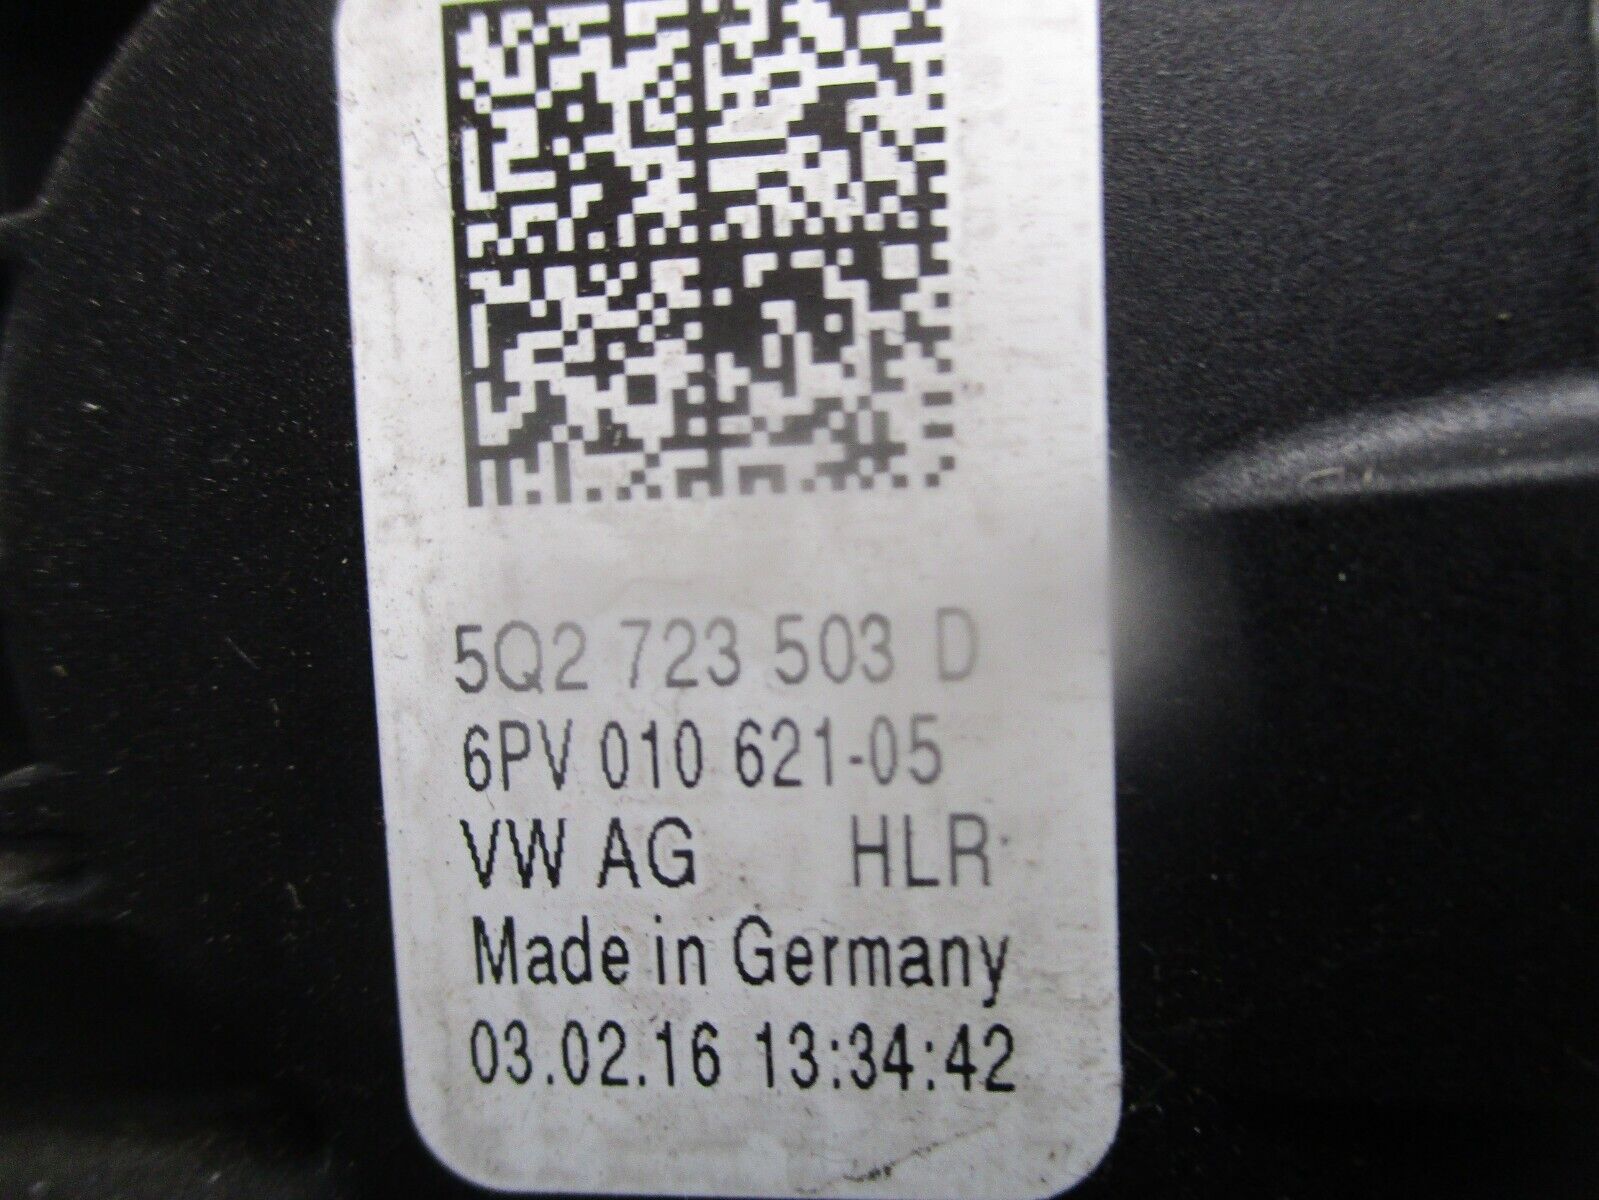 5Q2 723 503 D
6PV 010 621-05
VW AG HLR
Made in Germany
03.02.16 13:34:42